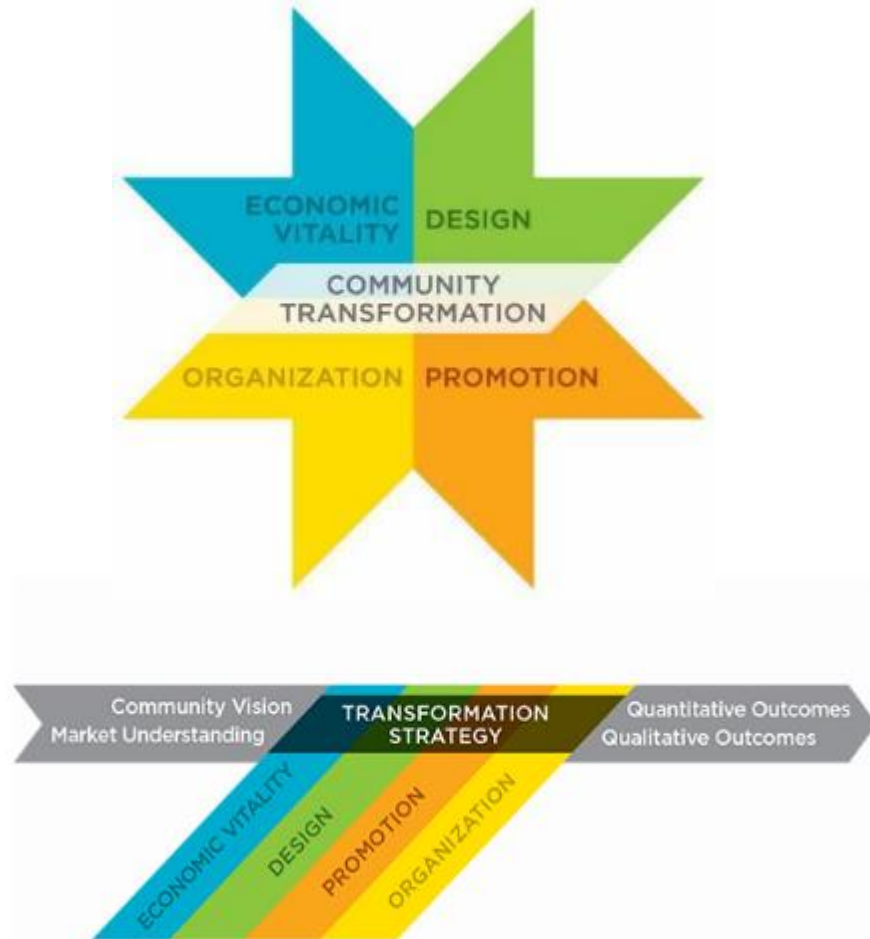 ECONOMIC
VITALITY
DESIGN
COMMUNITY
TRANSFORMATION
ORGANIZATION
PROMOTION
Community Vision
Market Understanding
TRANSFORMATION
STRATEGY
Quantitative Outcomes
Qualitative Outcomes
ECONOMIC VITALITY
DESIGN
PROMOTION
ORGANIZATION